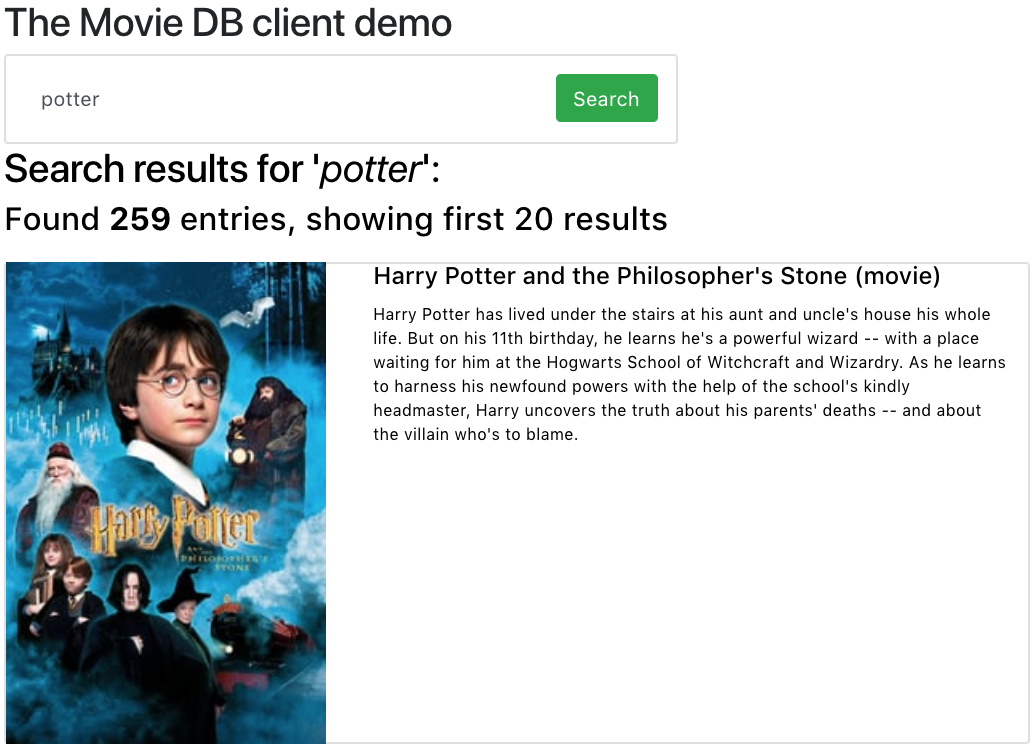 The Movie DB client demo
potter
Search
Search results for 'potter':
Found 259 entries, showing first 20 results
Harry Potter and the Philosopher's Stone (movie)
Harry Potter has lived under the stairs at his aunt and uncle's house his whole
life. But on his 11th birthday, he learns he's a powerful wizard -- with a place
waiting for him at the Hogwarts School of Witchcraft and Wizardry. As he learns
to harness his newfound powers with the help of the school's kindly
headmaster, Harry uncovers the truth about his parents' deaths -- and about
the villain who's to blame.
Harry Potter
AND THE
PHILOSOPHER'S
STONE